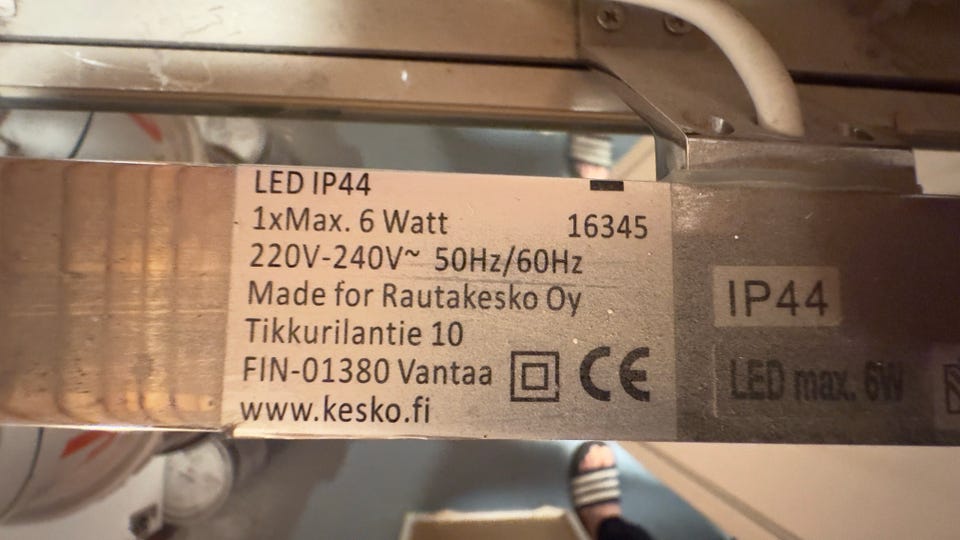 LED IP44
1xMax. 6 Watt
16345
220V-240V~ 50Hz/60Hz
Made for Rautakesko Oy
Tikkurilantie 10
FIN-01380 Vantaa
CE
www.kesko.fi
IP44
LED max. 6W